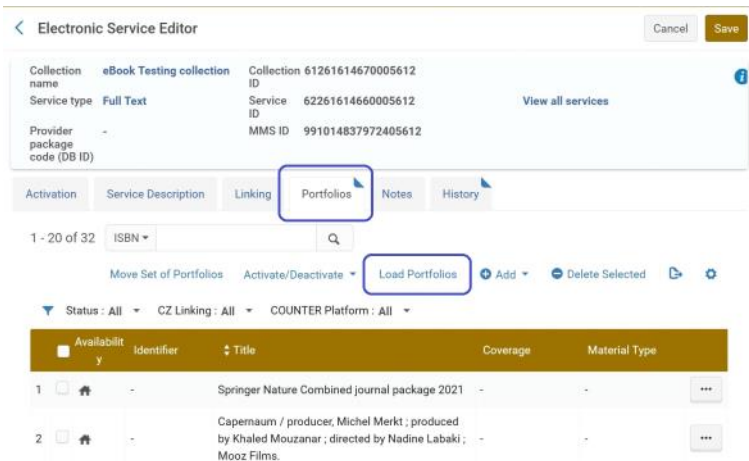 Electronic Service Editor Cancel Save
Collection name eBook Testing collection Collection ID 61261614670005612
Service type Full Text Service ID 62261614660005612 View all services
Provider package code (DB ID) - MMS ID 991014837972405612
Activation Service Description Linking Portfolios Notes History
1 - 20 of 32 ISBN
Move Set of Portfolios Activate/Deactivate Load Portfolios Add Delete Selected
Status : All CZ Linking : All COUNTER Platform : All
Availability Identifier Title Coverage Material Type
1 - Springer Nature Combined journal package 2021 - - ...
Capernaum / producer, Michel Merkt ; produced
2 - by Khaled Mouzanar ; directed by Nadine Labaki ; - - ...
Mooz Films.